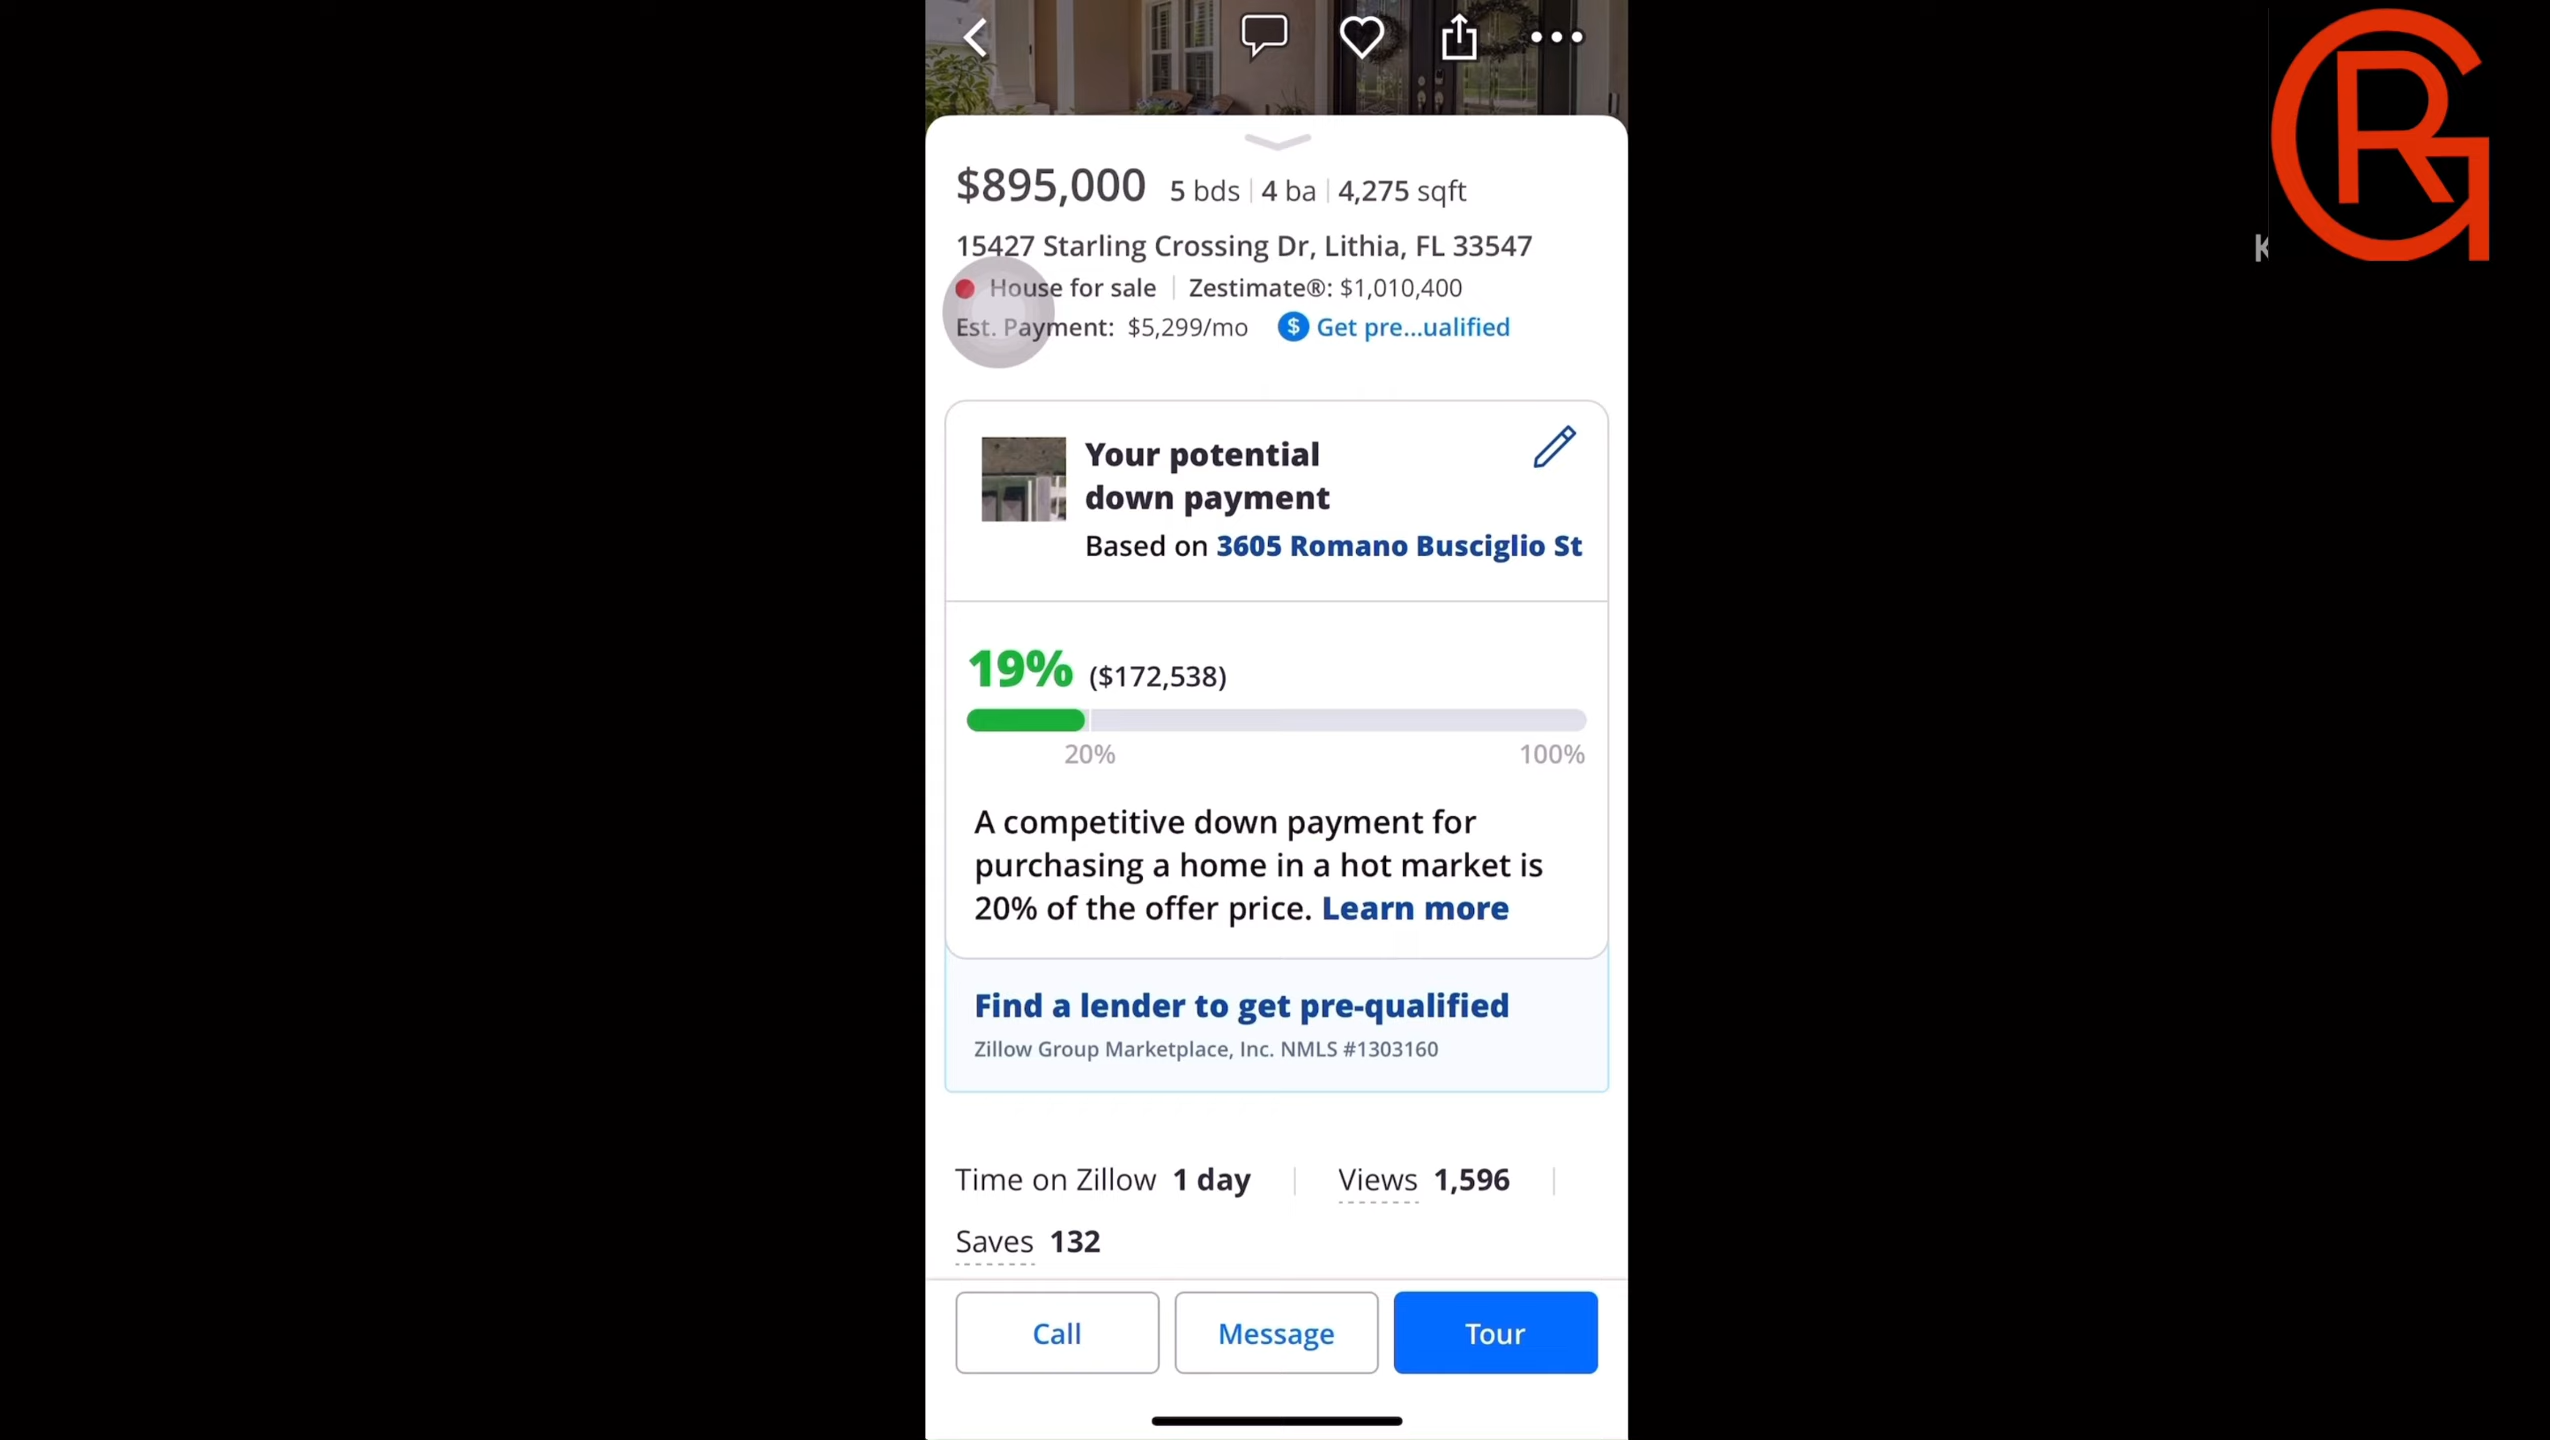 $895,000 5 bds 4 ba 4,275 sqft
15427 Starling Crossing Dr, Lithia, FL 33547
House for sale Zestimate®: $1,010,400
Est. Payment: $5,299/mo $ Get pre...ualified
Your potential
down payment
Based on 3605 Romano Busciglio St
19% ($172,538)
20% 100%
A competitive down payment for
purchasing a home in a hot market is
20% of the offer price. Learn more
Find a lender to get pre-qualified
Zillow Group Marketplace, Inc. NMLS #1303160
Time on Zillow 1 day Views 1,596
Saves 132
Call Message Tour
RG
K